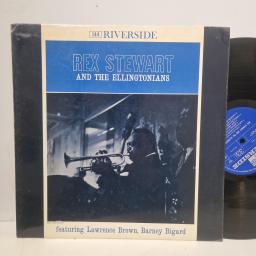 RIVERSIDE
REX STEWART
AND THE ELLINGTONIANS
featuring Lawrence Brown, Barney Bigard